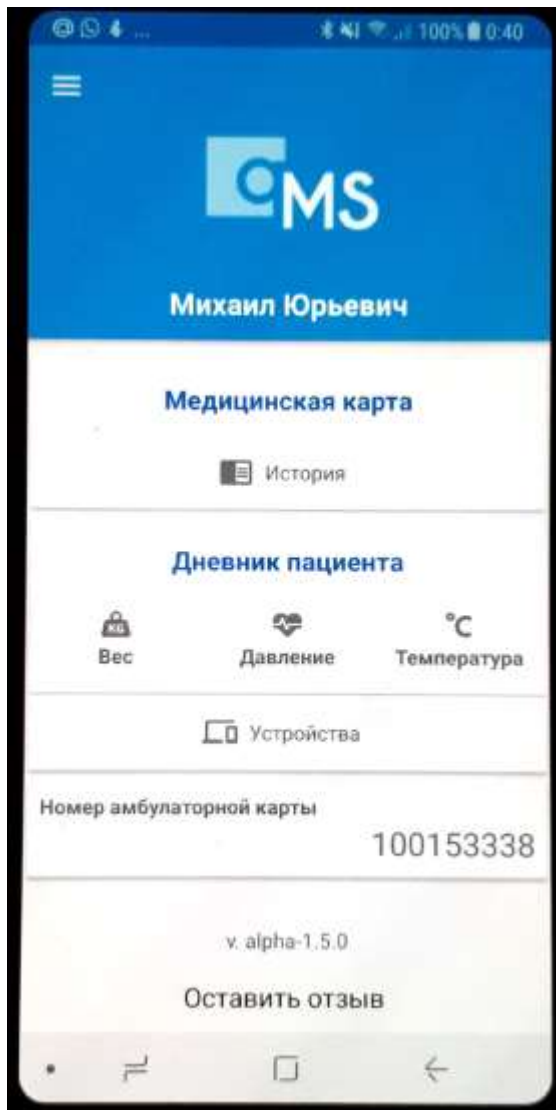 100% 0:40
qMS
Михаил Юрьевич
Медицинская карта
История
Дневник пациента
KG °C
Вес Давление Температура
Устройства
Номер амбулаторной карты
100153338
v. alpha-1.5.0
Оставить отзыв